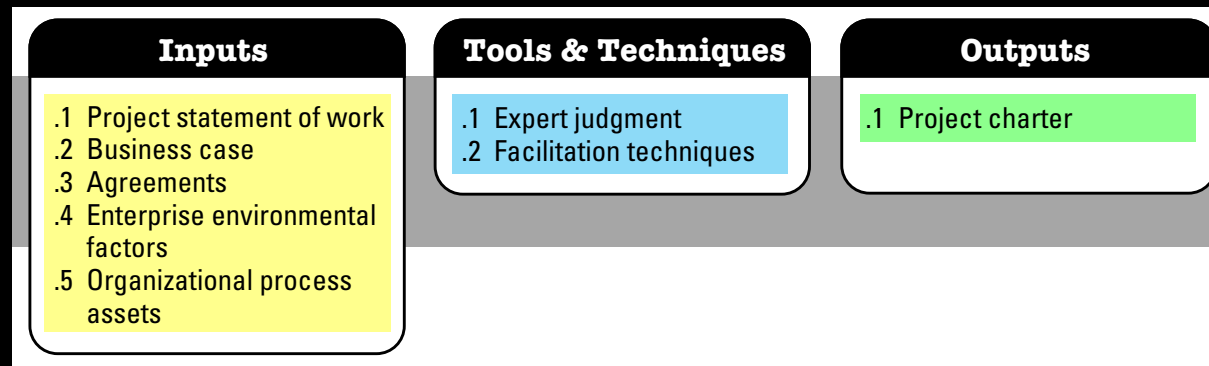 Inputs
.1 Project statement of work
.2 Business case
.3 Agreements
.4 Enterprise environmental
factors
.5 Organizational process
assets
Tools & Techniques
.1 Expert judgment
.2 Facilitation techniques
Outputs
.1 Project charter